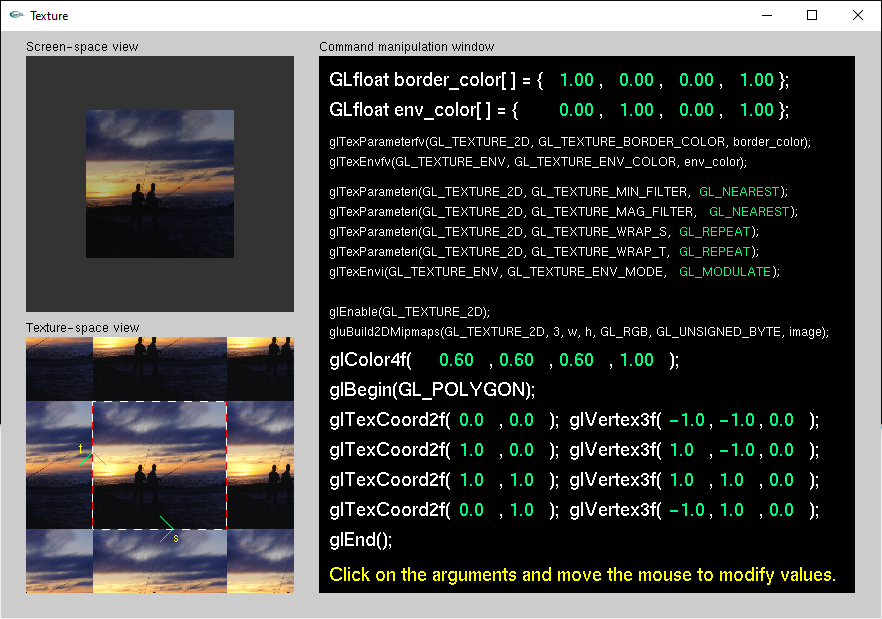 Texture
Screen-space view
Command manipulation window
GLfloat border_color[ ] = { 1.00 , 0.00 , 0.00 , 1.00 };
GLfloat env_color[ ] = { 0.00 , 1.00 , 0.00 , 1.00 };
glTexParameterfv(GL_TEXTURE_2D, GL_TEXTURE_BORDER_COLOR, border_color);
glTexEnvfv(GL_TEXTURE_ENV, GL_TEXTURE_ENV_COLOR, env_color);
glTexParameteri(GL_TEXTURE_2D, GL_TEXTURE_MIN_FILTER, GL_NEAREST);
glTexParameteri(GL_TEXTURE_2D, GL_TEXTURE_MAG_FILTER, GL_NEAREST);
glTexParameteri(GL_TEXTURE_2D, GL_TEXTURE_WRAP_S, GL_REPEAT);
glTexParameteri(GL_TEXTURE_2D, GL_TEXTURE_WRAP_T, GL_REPEAT);
glTexEnvi(GL_TEXTURE_ENV, GL_TEXTURE_ENV_MODE, GL_MODULATE);
glEnable(GL_TEXTURE_2D);
gluBuild2DMipmaps(GL_TEXTURE_2D, 3, w, h, GL_RGB, GL_UNSIGNED_BYTE, image);
glColor4f( 0.60 , 0.60 , 0.60 , 1.00 );
glBegin(GL_POLYGON);
glTexCoord2f( 0.0 , 0.0 ); glVertex3f( -1.0 , -1.0 , 0.0 );
glTexCoord2f( 1.0 , 0.0 ); glVertex3f( 1.0 , -1.0 , 0.0 );
glTexCoord2f( 1.0 , 1.0 ); glVertex3f( 1.0 , 1.0 , 0.0 );
glTexCoord2f( 0.0 , 1.0 ); glVertex3f( -1.0 , 1.0 , 0.0 );
glEnd();
Click on the arguments and move the mouse to modify values.
Texture-space view
t
s